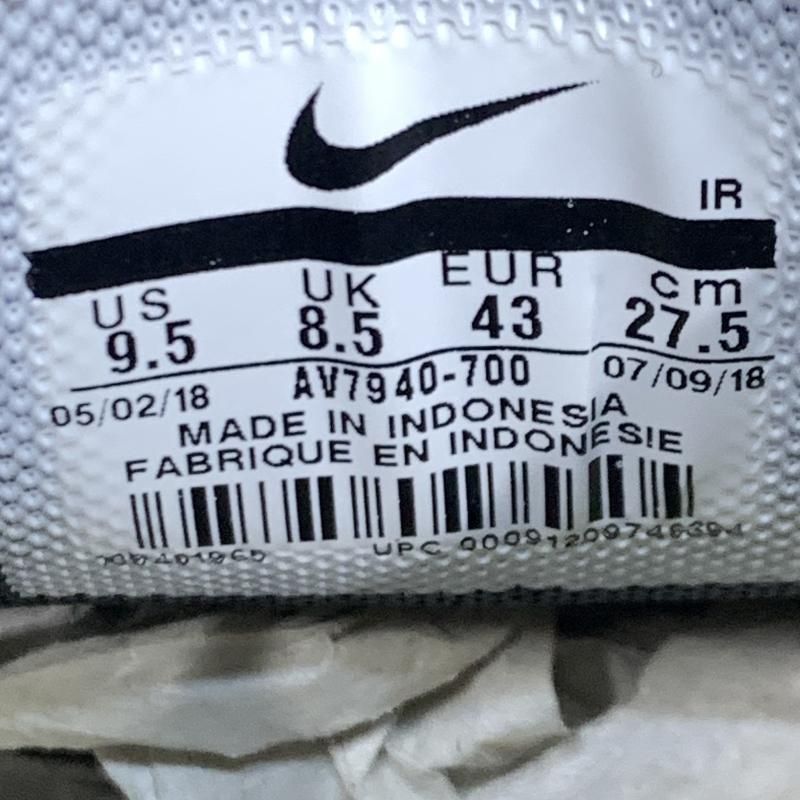 IR
US UK EUR cm
9.5 8.5 43 27.5
05/02/18 AV7940-700 07/09/18
MADE IN INDONESIA
FABRIQUE EN INDONESIE
UPC